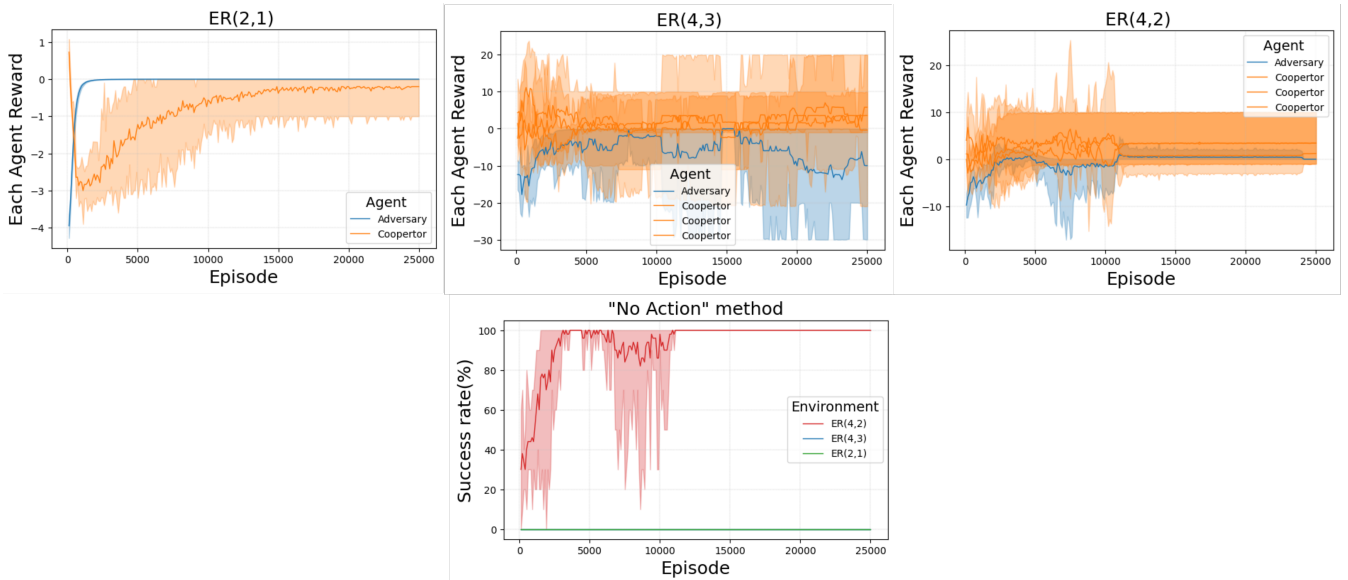 ER(2,1)
Each Agent Reward
1
0
−1
−2
−3
−4
Agent
Adversary
Coopertor
0
5000
10000
15000
20000
25000
Episode
ER(4,3)
Each Agent Reward
20
10
0
−10
−20
−30
Agent
Adversary
Coopertor
Coopertor
Coopertor
0
5000
10000
15000
20000
25000
Episode
ER(4,2)
Each Agent Reward
20
10
0
−10
Agent
Adversary
Coopertor
Coopertor
Coopertor
0
5000
10000
15000
20000
25000
Episode
"No Action" method
Success rate(%)
100
80
60
40
20
0
Environment
ER(4,2)
ER(4,3)
ER(2,1)
0
5000
10000
15000
20000
25000
Episode